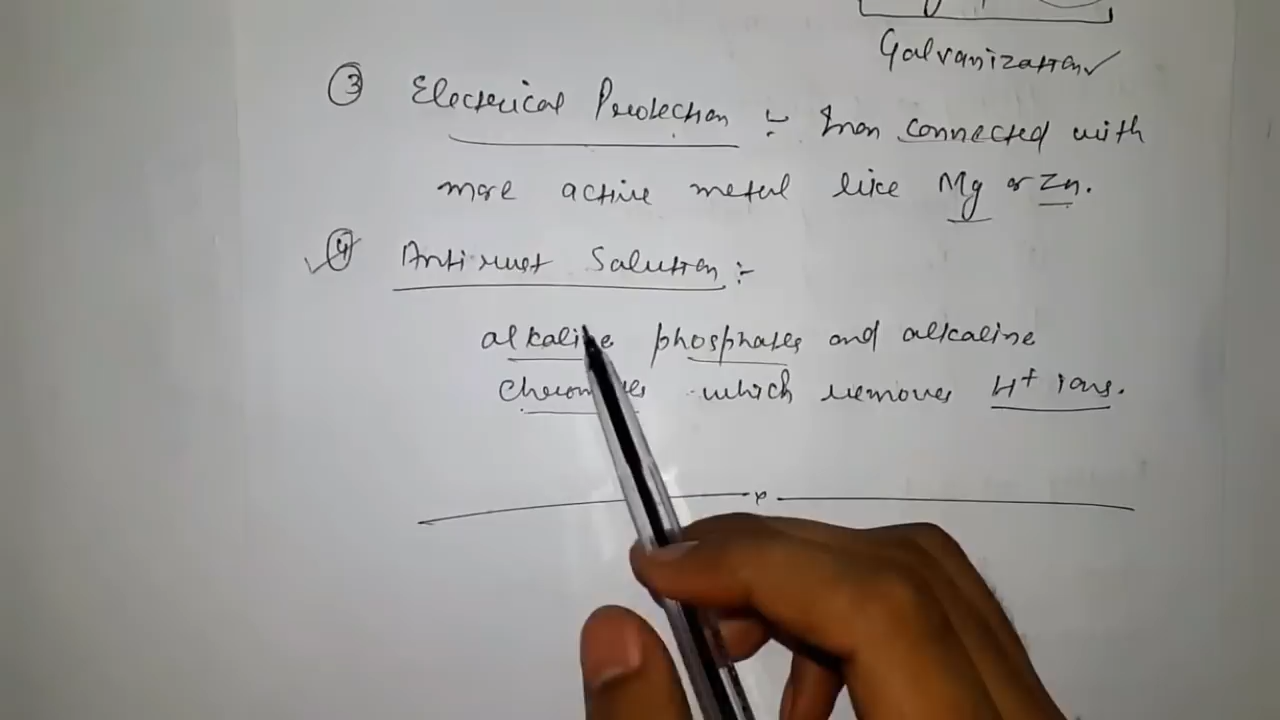 Galvanization✓
③ Electrical Protection :- Iron connected with
more active metal like Mg or Zn.
④ Antirust Solution :-
alkaline phosphates and alkaline
which removes H⁺ ions.
x